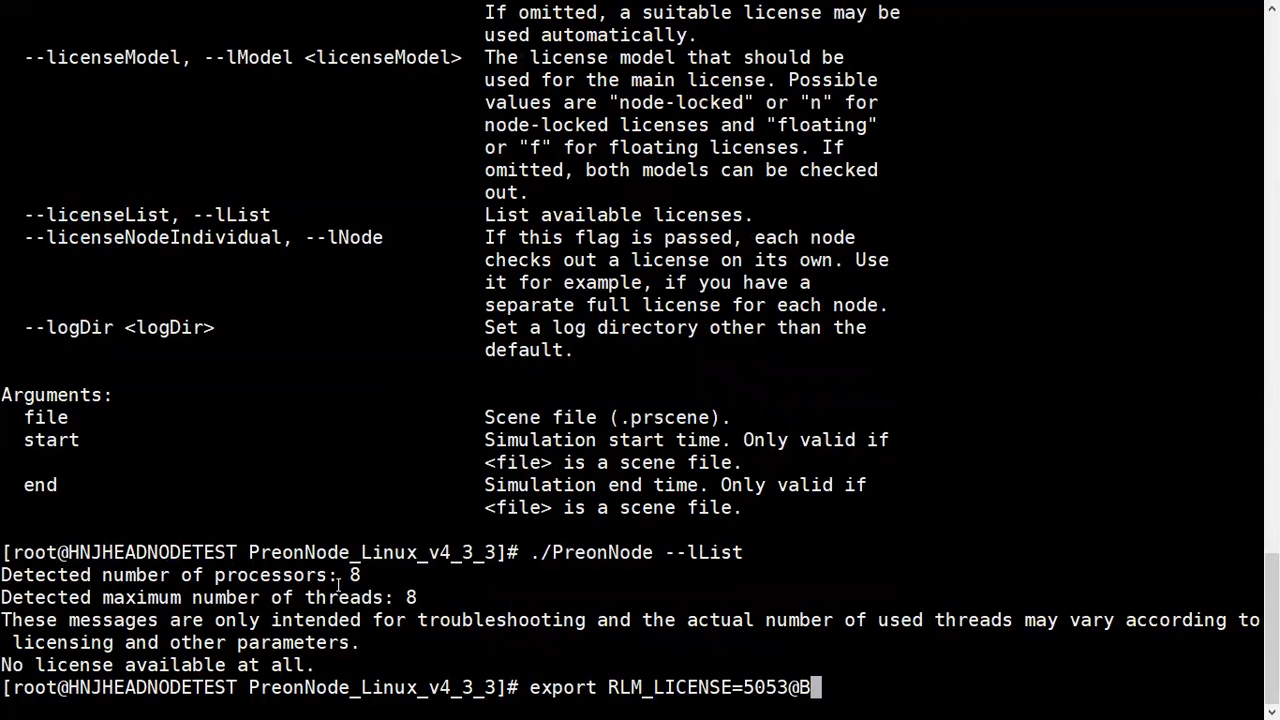 If omitted, a suitable license may be
used automatically.
--licenseModel, --lModel <licenseModel> The license model that should be
used for the main license. Possible
values are "node-locked" or "n" for
node-locked licenses and "floating"
or "f" for floating licenses. If
omitted, both models can be checked
out.
--licenseList, --lList List available licenses.
--licenseNodeIndividual, --lNode If this flag is passed, each node
checks out a license on its own. Use
it for example, if you have a
separate full license for each node.
--logDir <logDir> Set a log directory other than the
default.
Arguments:
file Scene file (.prscene).
start Simulation start time. Only valid if
<file> is a scene file.
end Simulation end time. Only valid if
<file> is a scene file.
[root@HNJHEADNODETEST PreonNode_Linux_v4_3_3]# ./PreonNode --lList
Detected number of processors: 8
Detected maximum number of threads: 8
These messages are only intended for troubleshooting and the actual number of used threads may vary according to
licensing and other parameters.
No license available at all.
[root@HNJHEADNODETEST PreonNode_Linux_v4_3_3]# export RLM_LICENSE=5053@B